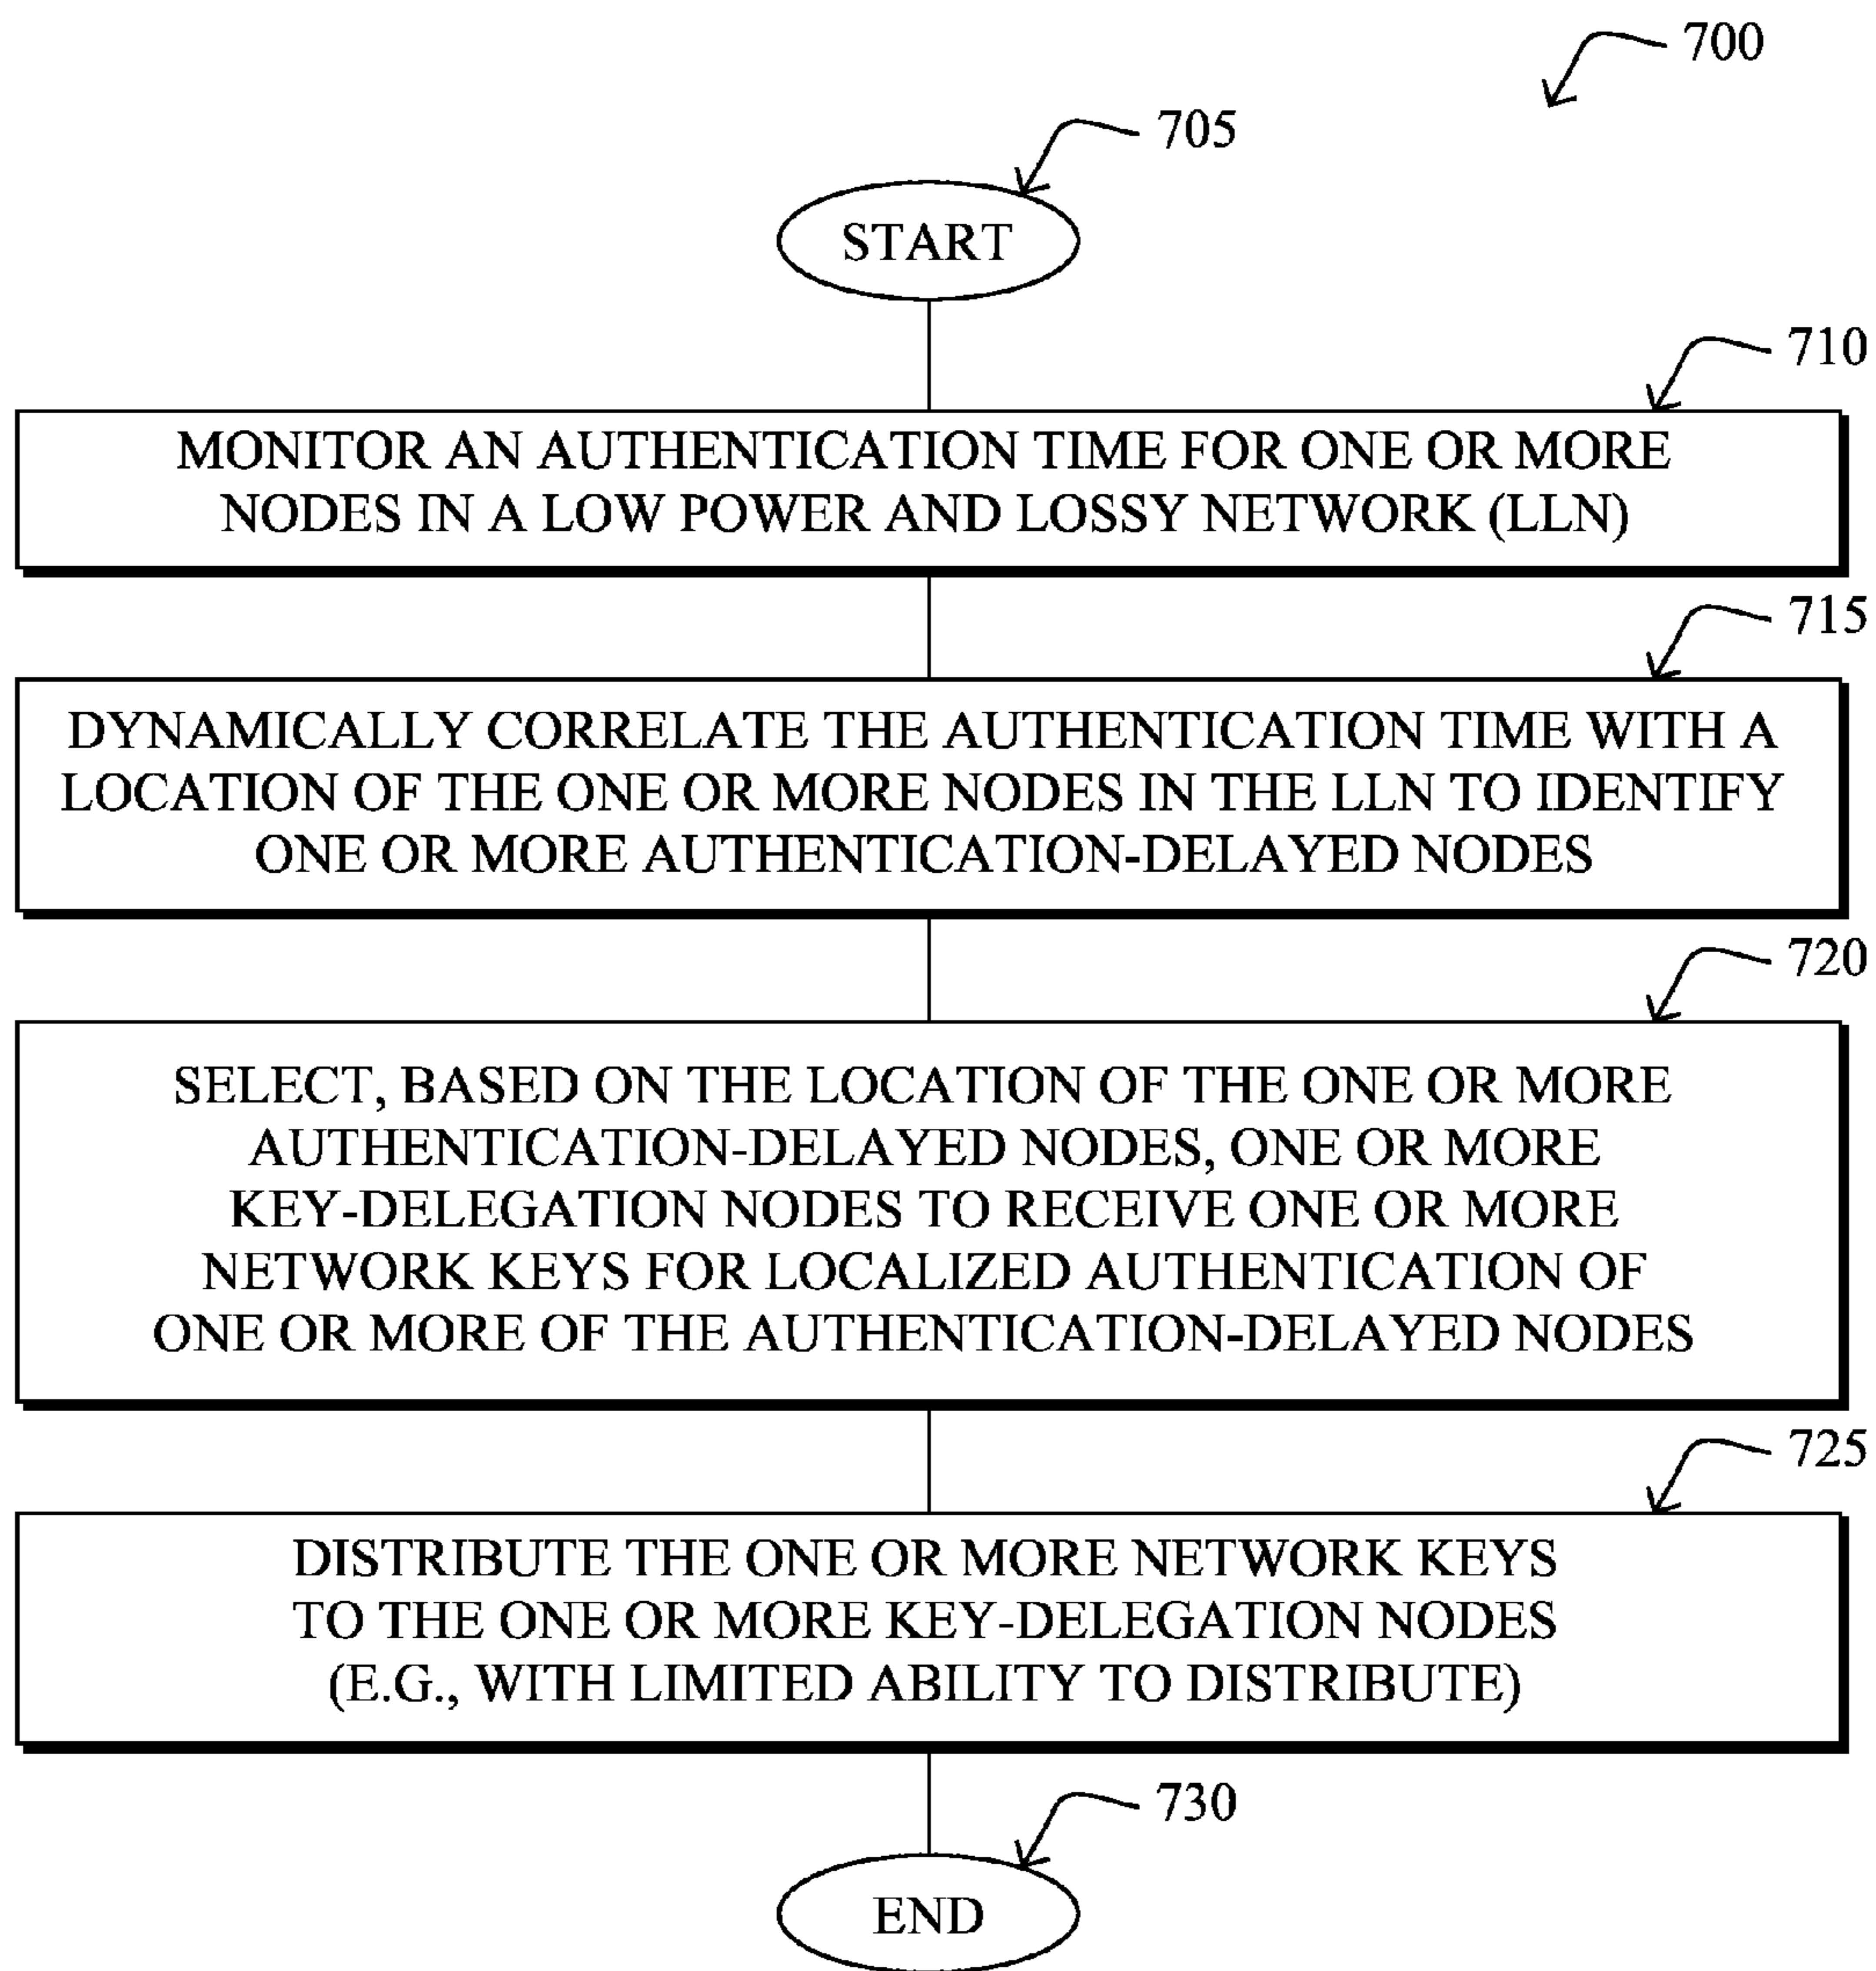 700
705
START
710
MONITOR AN AUTHENTICATION TIME FOR ONE OR MORE
NODES IN A LOW POWER AND LOSSY NETWORK (LLN)
715
DYNAMICALLY CORRELATE THE AUTHENTICATION TIME WITH A
LOCATION OF THE ONE OR MORE NODES IN THE LLN TO IDENTIFY
ONE OR MORE AUTHENTICATION-DELAYED NODES
720
SELECT, BASED ON THE LOCATION OF THE ONE OR MORE
AUTHENTICATION-DELAYED NODES, ONE OR MORE
KEY-DELEGATION NODES TO RECEIVE ONE OR MORE
NETWORK KEYS FOR LOCALIZED AUTHENTICATION OF
ONE OR MORE OF THE AUTHENTICATION-DELAYED NODES
725
DISTRIBUTE THE ONE OR MORE NETWORK KEYS
TO THE ONE OR MORE KEY-DELEGATION NODES
(E.G., WITH LIMITED ABILITY TO DISTRIBUTE)
730
END